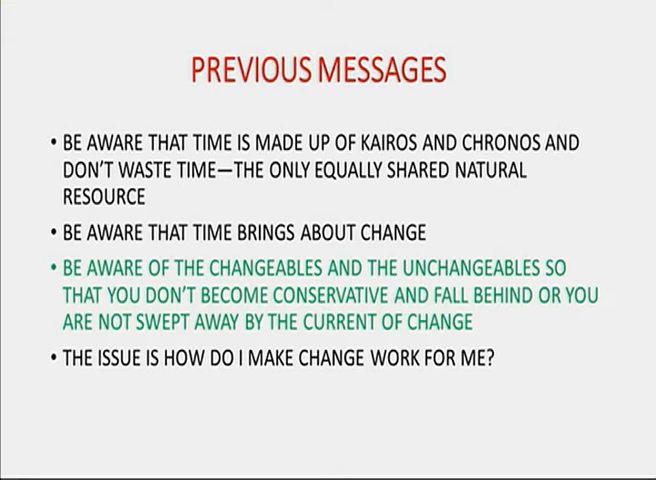 PREVIOUS MESSAGES
• BE AWARE THAT TIME IS MADE UP OF KAIROS AND CHRONOS AND
DON'T WASTE TIME—THE ONLY EQUALLY SHARED NATURAL
RESOURCE
• BE AWARE THAT TIME BRINGS ABOUT CHANGE
• BE AWARE OF THE CHANGEABLES AND THE UNCHANGEABLES SO
THAT YOU DON'T BECOME CONSERVATIVE AND FALL BEHIND OR YOU
ARE NOT SWEPT AWAY BY THE CURRENT OF CHANGE
• THE ISSUE IS HOW DO I MAKE CHANGE WORK FOR ME?